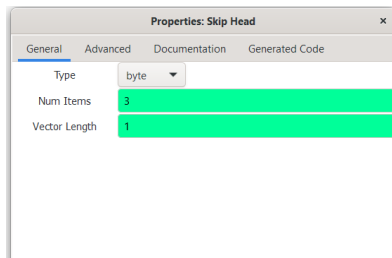 Properties: Skip Head ×
General Advanced Documentation Generated Code
Type byte
Num Items 3
Vector Length 1